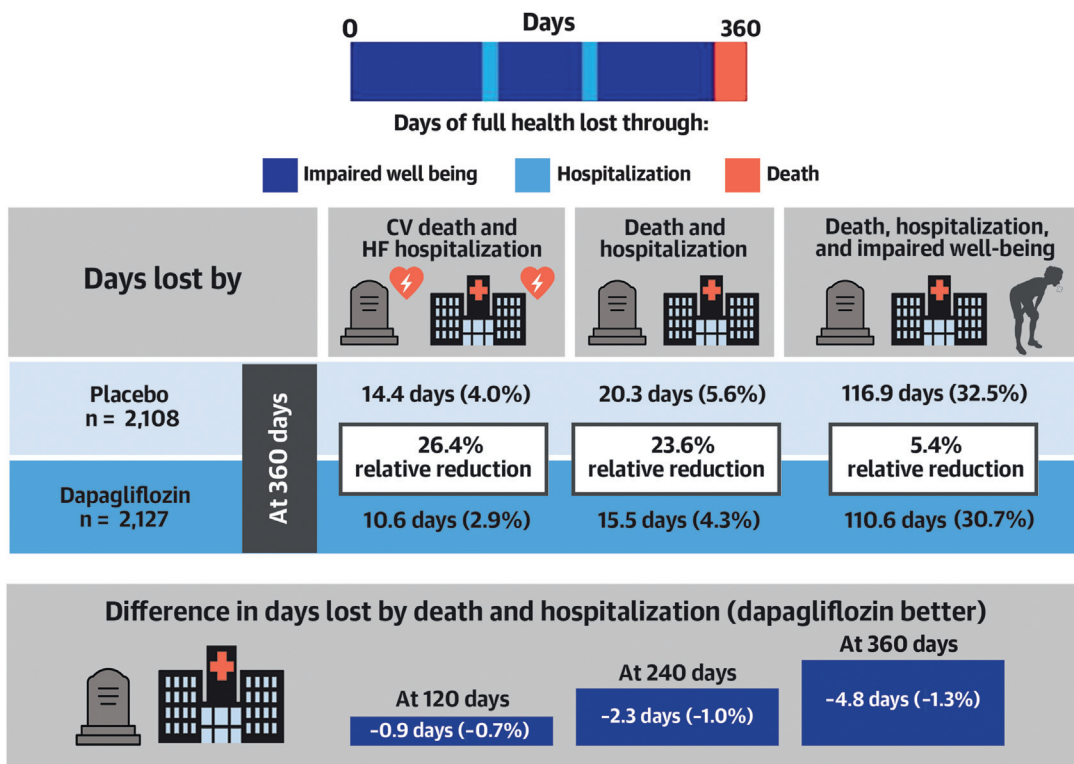 Days
0
360
Days of full health lost through:
Impaired well being
Hospitalization
Death
Days lost by
CV death and
HF hospitalization
Death and
hospitalization
Death, hospitalization,
and impaired well-being
Placebo
n = 2,108
Dapagliflozin
n = 2,127
At 360 days
14.4 days (4.0%)
20.3 days (5.6%)
116.9 days (32.5%)
26.4%
relative reduction
23.6%
relative reduction
5.4%
relative reduction
10.6 days (2.9%)
15.5 days (4.3%)
110.6 days (30.7%)
Difference in days lost by death and hospitalization (dapagliflozin better)
At 120 days
-0.9 days (-0.7%)
At 240 days
-2.3 days (-1.0%)
At 360 days
-4.8 days (-1.3%)